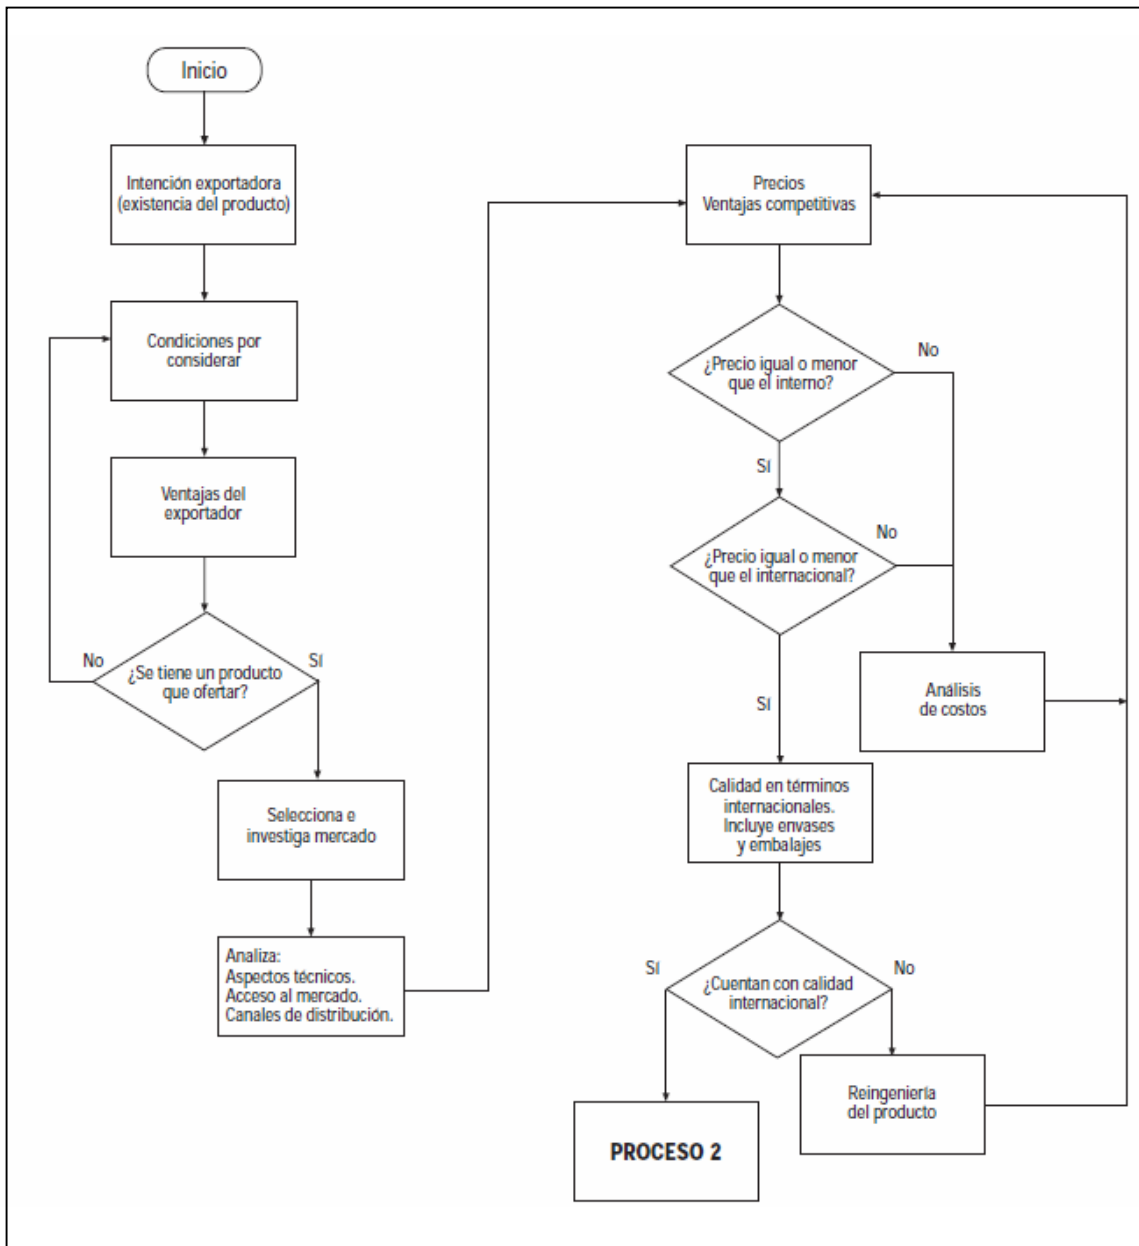 Inicio
Intención exportadora
(existencia del producto)
Condiciones por
considerar
Ventajas del
exportador
No
Sí
¿Se tiene un producto
que ofertar?
Selecciona e
investiga mercado
Analiza:
Aspectos técnicos.
Acceso al mercado.
Canales de distribución.
Precios
Ventajas competitivas
¿Precio igual o menor
que el interno?
No
Sí
¿Precio igual o menor
que el internacional?
No
Sí
Análisis
de costos
Calidad en términos
internacionales.
Incluye envases
y embalajes
Sí
No
¿Cuentan con calidad
internacional?
Reingeniería
del producto
PROCESO 2